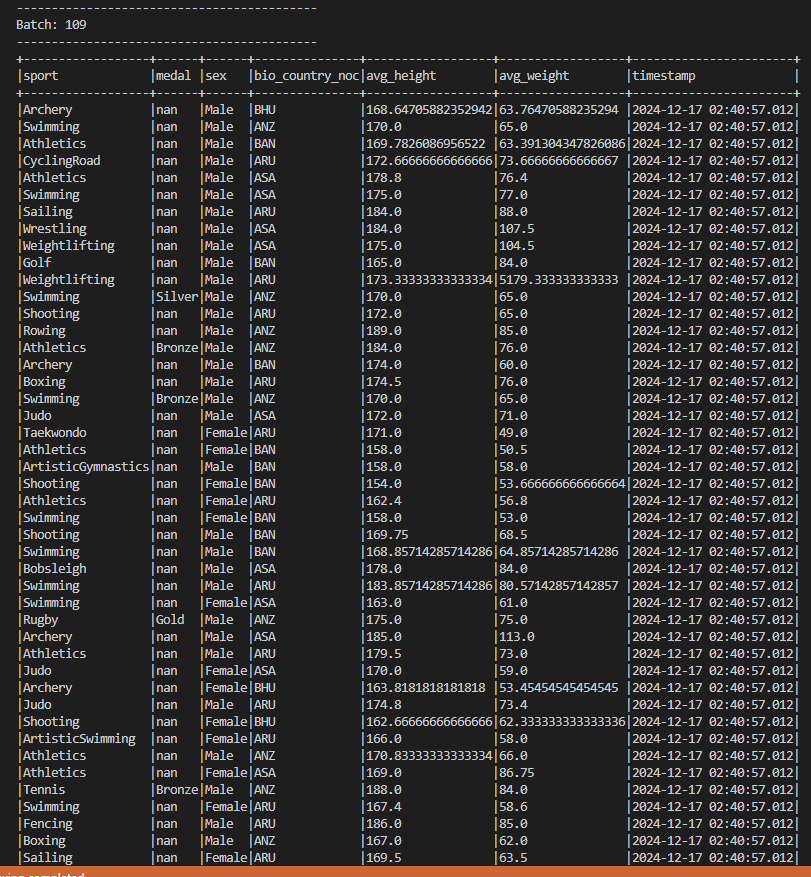 -------------------------------------------
Batch: 109
-------------------------------------------
+------------------+------+------+---------------+------------------+------------------+-----------------------+
|sport             |medal |sex   |bio_country_noc|avg_height        |avg_weight        |timestamp              |
+------------------+------+------+---------------+------------------+------------------+-----------------------+
|Archery           |nan   |Male  |BHU            |168.64705882352942|63.76470588235294 |2024-12-17 02:40:57.012|
|Swimming          |nan   |Male  |ANZ            |170.0             |65.0              |2024-12-17 02:40:57.012|
|Athletics         |nan   |Male  |BAN            |169.7826086956522 |63.391304347826086|2024-12-17 02:40:57.012|
|CyclingRoad       |nan   |Male  |ARU            |172.66666666666666|73.66666666666667 |2024-12-17 02:40:57.012|
|Athletics         |nan   |Male  |ASA            |178.8             |76.4              |2024-12-17 02:40:57.012|
|Swimming          |nan   |Male  |ASA            |175.0             |77.0              |2024-12-17 02:40:57.012|
|Sailing           |nan   |Male  |ARU            |184.0             |88.0              |2024-12-17 02:40:57.012|
|Wrestling         |nan   |Male  |ASA            |184.0             |107.5             |2024-12-17 02:40:57.012|
|Weightlifting     |nan   |Male  |ASA            |175.0             |104.5             |2024-12-17 02:40:57.012|
|Golf              |nan   |Male  |BAN            |165.0             |84.0              |2024-12-17 02:40:57.012|
|Weightlifting     |nan   |Male  |ARU            |173.33333333333334|5179.333333333333 |2024-12-17 02:40:57.012|
|Swimming          |Silver|Male  |ANZ            |170.0             |65.0              |2024-12-17 02:40:57.012|
|Shooting          |nan   |Male  |ARU            |172.0             |65.0              |2024-12-17 02:40:57.012|
|Rowing            |nan   |Male  |ANZ            |189.0             |85.0              |2024-12-17 02:40:57.012|
|Athletics         |Bronze|Male  |ANZ            |184.0             |76.0              |2024-12-17 02:40:57.012|
|Archery           |nan   |Male  |BAN            |174.0             |60.0              |2024-12-17 02:40:57.012|
|Boxing            |nan   |Male  |ARU            |174.5             |76.0              |2024-12-17 02:40:57.012|
|Swimming          |Bronze|Male  |ANZ            |170.0             |65.0              |2024-12-17 02:40:57.012|
|Judo              |nan   |Male  |ASA            |172.0             |71.0              |2024-12-17 02:40:57.012|
|Taekwondo         |nan   |Female|ARU            |171.0             |49.0              |2024-12-17 02:40:57.012|
|Athletics         |nan   |Female|BAN            |158.0             |50.5              |2024-12-17 02:40:57.012|
|ArtisticGymnastics|nan   |Male  |BAN            |158.0             |58.0              |2024-12-17 02:40:57.012|
|Shooting          |nan   |Female|BAN            |154.0             |53.666666666666664|2024-12-17 02:40:57.012|
|Athletics         |nan   |Female|ARU            |162.4             |56.8              |2024-12-17 02:40:57.012|
|Swimming          |nan   |Female|BAN            |158.0             |53.0              |2024-12-17 02:40:57.012|
|Shooting          |nan   |Male  |BAN            |169.75            |68.5              |2024-12-17 02:40:57.012|
|Swimming          |nan   |Male  |BAN            |168.85714285714286|64.85714285714286 |2024-12-17 02:40:57.012|
|Bobsleigh         |nan   |Male  |ASA            |178.0             |84.0              |2024-12-17 02:40:57.012|
|Swimming          |nan   |Male  |ARU            |183.85714285714286|80.57142857142857 |2024-12-17 02:40:57.012|
|Swimming          |nan   |Female|ASA            |163.0             |61.0              |2024-12-17 02:40:57.012|
|Rugby             |Gold  |Male  |ANZ            |175.0             |75.0              |2024-12-17 02:40:57.012|
|Archery           |nan   |Male  |ASA            |185.0             |113.0             |2024-12-17 02:40:57.012|
|Athletics         |nan   |Male  |ARU            |179.5             |73.0              |2024-12-17 02:40:57.012|
|Judo              |nan   |Female|ASA            |170.0             |59.0              |2024-12-17 02:40:57.012|
|Archery           |nan   |Female|BHU            |163.8181818181818 |53.45454545454545 |2024-12-17 02:40:57.012|
|Judo              |nan   |Male  |ARU            |174.8             |73.4              |2024-12-17 02:40:57.012|
|Shooting          |nan   |Female|BHU            |162.66666666666666|62.333333333333336|2024-12-17 02:40:57.012|
|ArtisticSwimming  |nan   |Female|ARU            |166.0             |58.0              |2024-12-17 02:40:57.012|
|Athletics         |nan   |Male  |ANZ            |170.83333333333334|66.0              |2024-12-17 02:40:57.012|
|Athletics         |nan   |Female|ASA            |169.0             |86.75             |2024-12-17 02:40:57.012|
|Tennis            |Bronze|Male  |ANZ            |188.0             |84.0              |2024-12-17 02:40:57.012|
|Swimming          |nan   |Female|ARU            |167.4             |58.6              |2024-12-17 02:40:57.012|
|Fencing           |nan   |Male  |ARU            |186.0             |85.0              |2024-12-17 02:40:57.012|
|Boxing            |nan   |Male  |ANZ            |167.0             |62.0              |2024-12-17 02:40:57.012|
|Sailing           |nan   |Female|ARU            |169.5             |63.5              |2024-12-17 02:40:57.012|